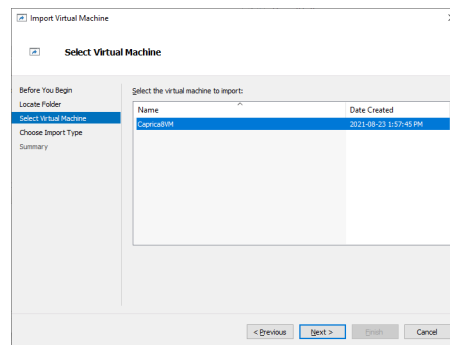 Import Virtual Machine
Select Virtual Machine
Before You Begin
Locate Folder
Select Virtual Machine
Choose Import Type
Summary
Select the virtual machine to import:
Name Date Created
Caprica8VM 2021-08-23 1:57:45 PM
< Previous Next > Finish Cancel